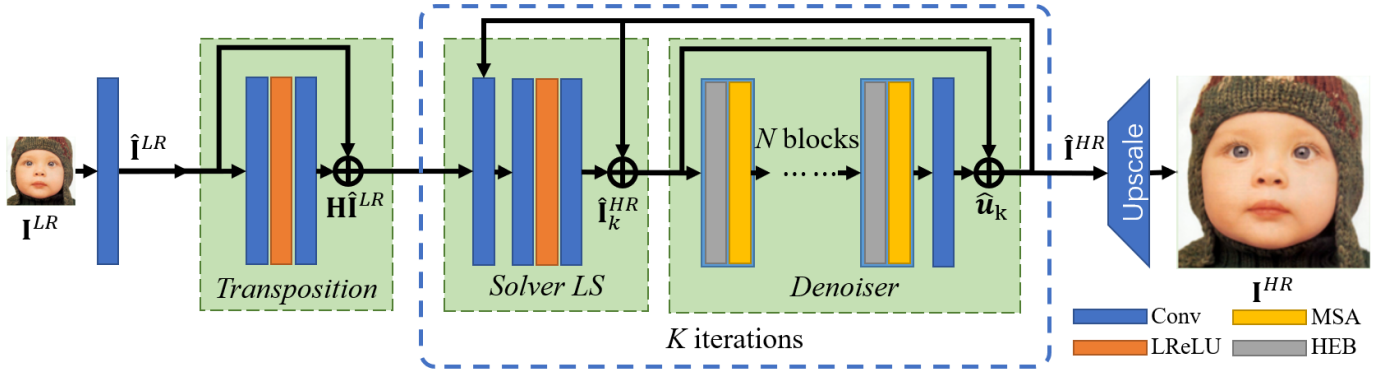 I^{LR}
Î^{LR}
HÎ^{LR}
Transposition
Î_k^{HR}
Solver LS
N blocks
... ...
û_k
Denoiser
K iterations
Î^{HR}
Upscale
I^{HR}
Conv
MSA
LReLU
HEB